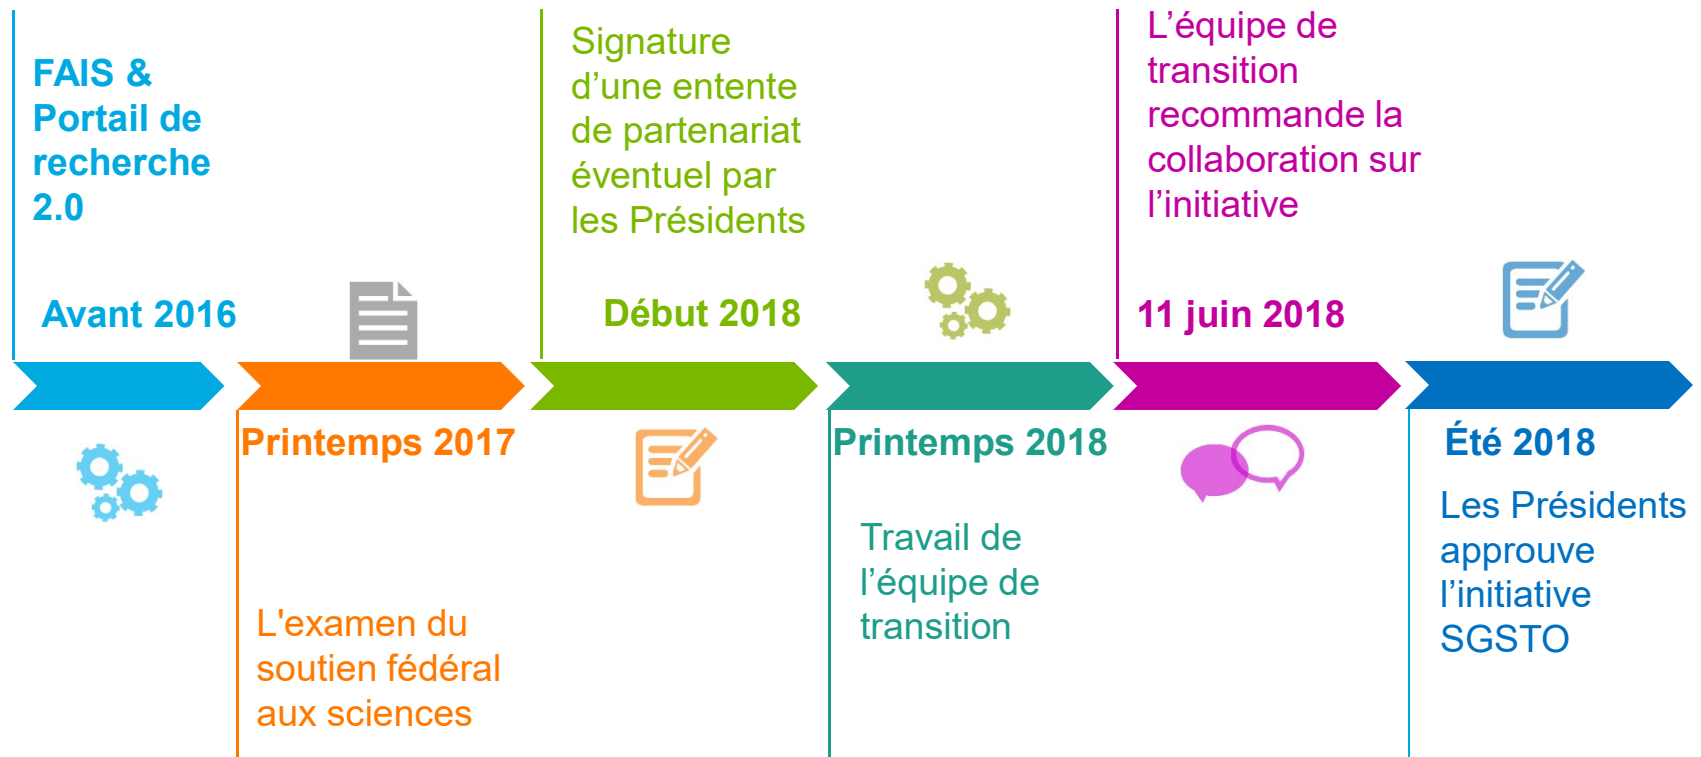 FAIS &
Portail de
recherche
2.0
Avant 2016
Printemps 2017
L'examen du
soutien fédéral
aux sciences
Signature
d’une entente
de partenariat
éventuel par
les Présidents
Début 2018
Printemps 2018
Travail de
l’équipe de
transition
L’équipe de
transition
recommande la
collaboration sur
l’initiative
11 juin 2018
Été 2018
Les Présidents
approuve
l’initiative
SGSTO